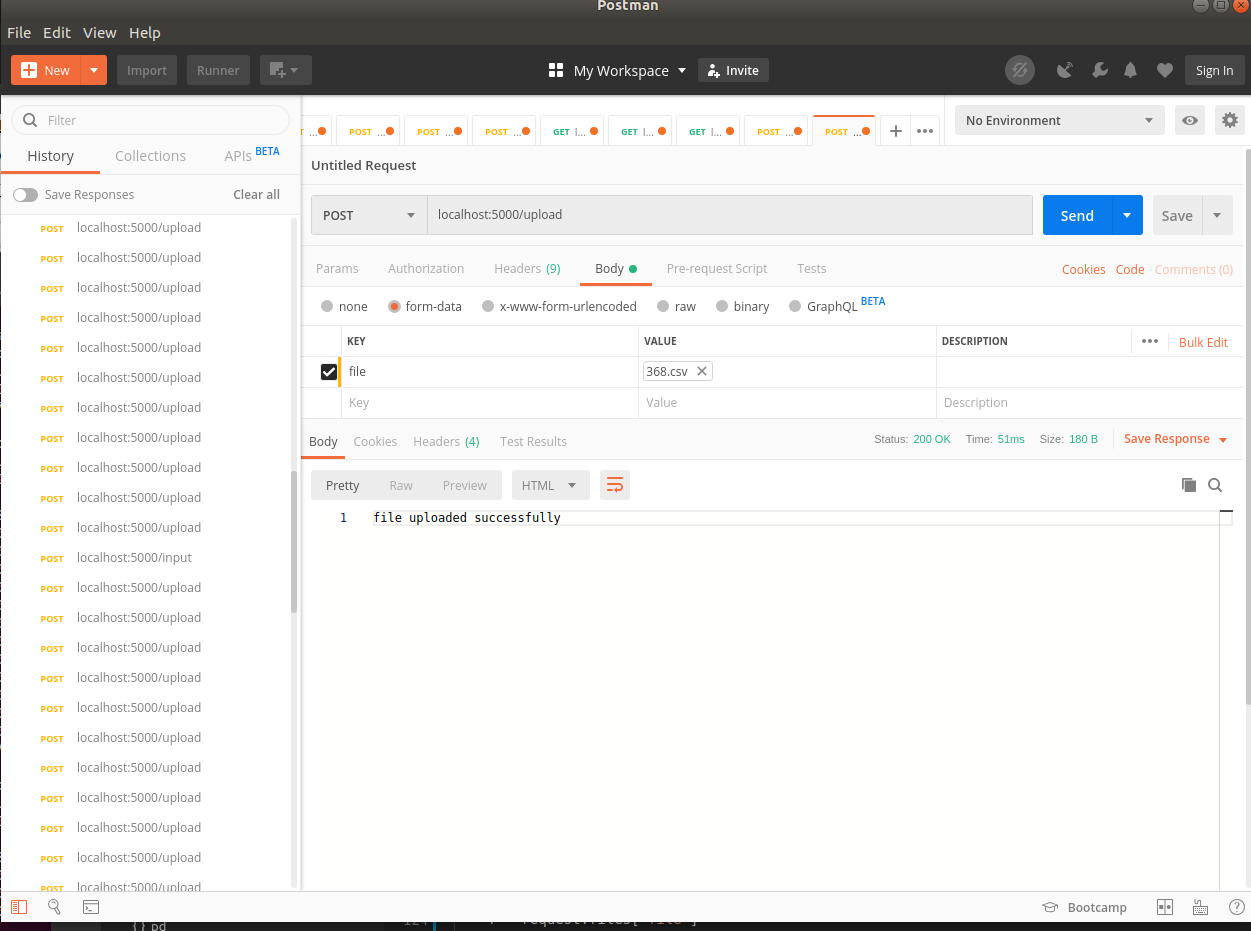 Postman
File Edit View Help
New Import Runner My Workspace Invite Sign In
Filter
History Collections APIs BETA
Save Responses Clear all
POST localhost:5000/upload
POST localhost:5000/upload
POST localhost:5000/upload
POST localhost:5000/upload
POST localhost:5000/upload
POST localhost:5000/upload
POST localhost:5000/upload
POST localhost:5000/upload
POST localhost:5000/upload
POST localhost:5000/upload
POST localhost:5000/upload
POST localhost:5000/input
POST localhost:5000/upload
POST localhost:5000/upload
POST localhost:5000/upload
POST localhost:5000/upload
POST localhost:5000/upload
POST localhost:5000/upload
POST localhost:5000/upload
POST localhost:5000/upload
POST localhost:5000/upload
POST localhost:5000/upload
POST localhost:5000/upload
... POST ... POST ... POST ... GET l... GET l... GET l... POST ... POST ...
No Environment
Untitled Request
POST localhost:5000/upload Send Save
Params Authorization Headers (9) Body Pre-request Script Tests Cookies Code Comments (0)
none form-data x-www-form-urlencoded raw binary GraphQL BETA
KEY VALUE DESCRIPTION ••• Bulk Edit
file 368.csv
Key Value Description
Body Cookies Headers (4) Test Results Status: 200 OK Time: 51ms Size: 180 B Save Response
Pretty Raw Preview HTML
1 file uploaded successfully
Bootcamp